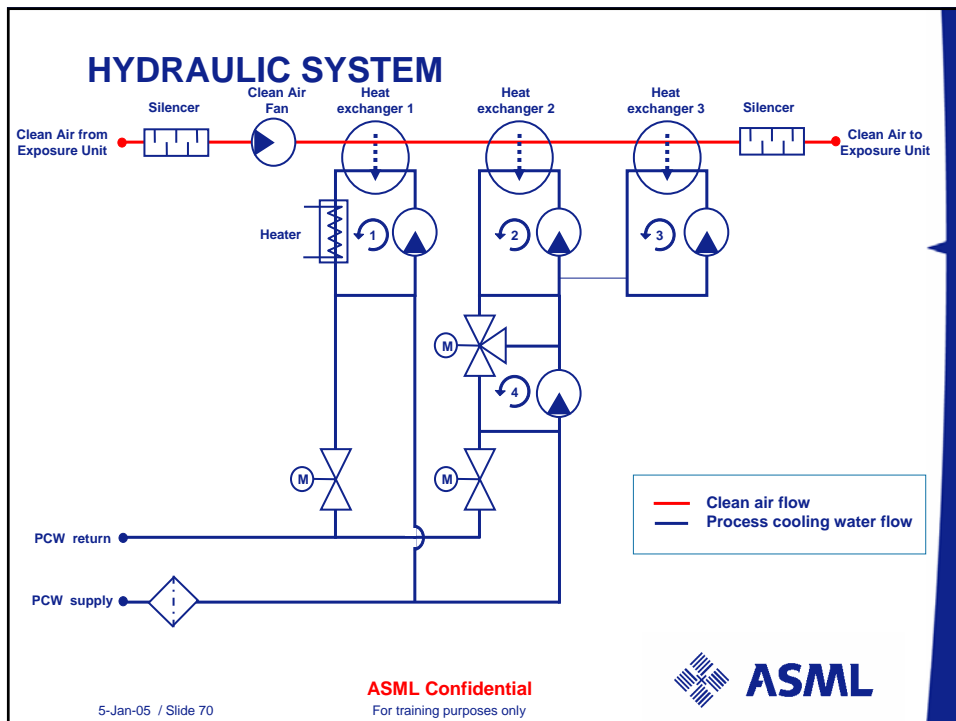 HYDRAULIC SYSTEM
Silencer
Clean Air
Fan
Heat
exchanger 1
Heat
exchanger 2
Heat
exchanger 3
Silencer
Clean Air from
Exposure Unit
Clean Air to
Exposure Unit
Heater
1
2
3
M
4
M
M
Clean air flow
Process cooling water flow
PCW return
PCW supply
ASML Confidential
For training purposes only
5-Jan-05 / Slide 70
ASML